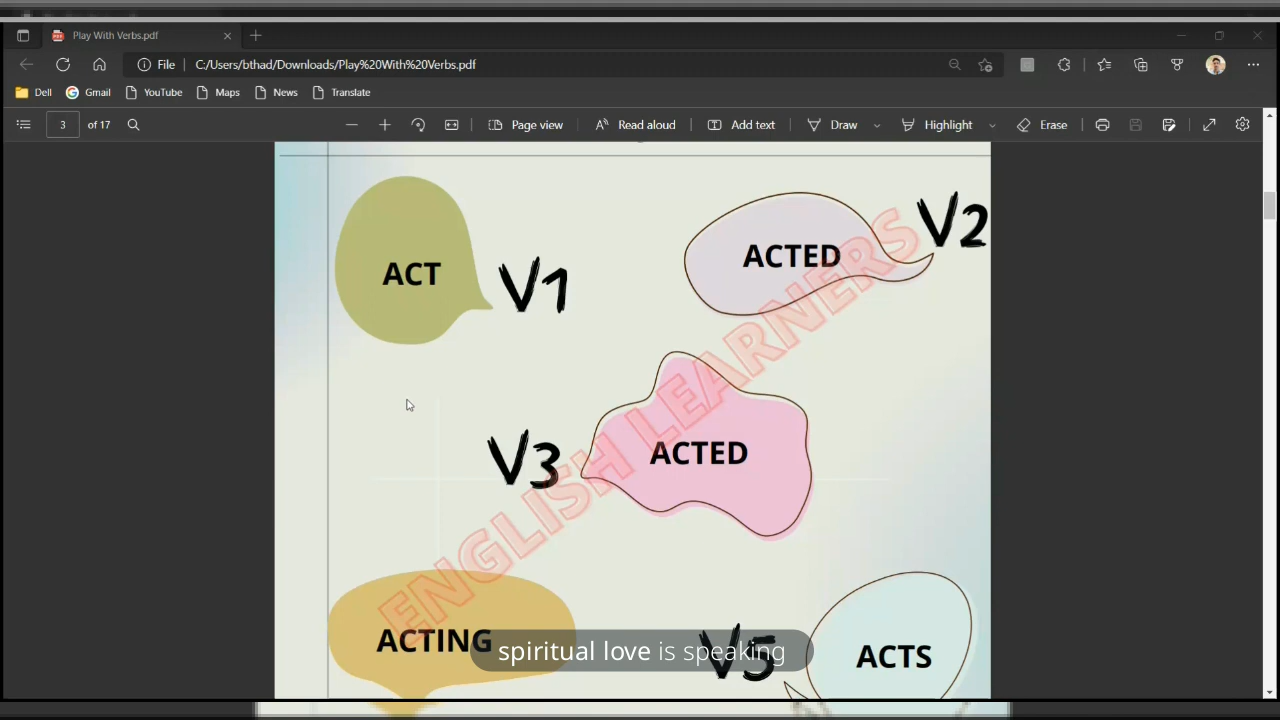 Play With Verbs.pdf
File
C:/Users/bthad/Downloads/Play%20With%20Verbs.pdf
Dell
Gmail
YouTube
Maps
News
Translate
3 of 17
Page view
Read aloud
Add text
Draw
Highlight
Erase
ACT
V1
ACTED
V2
V3
ACTED
ENGLISH LEARNERS
ACTING
V5
ACTS
spiritual love is speaking